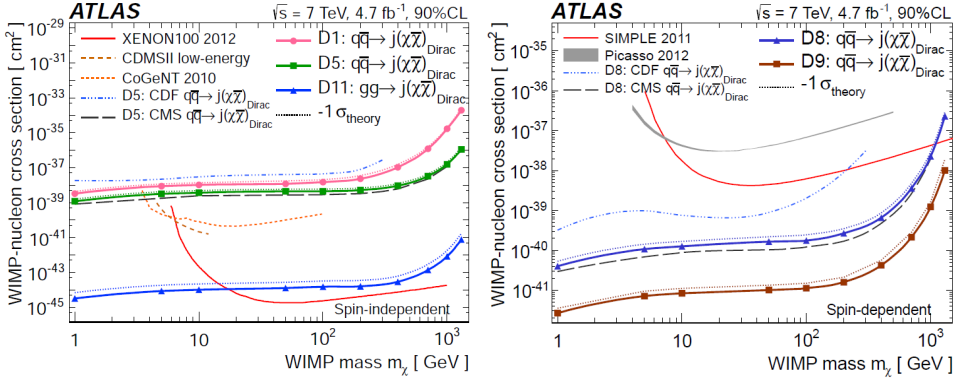 ATLAS
√s = 7 TeV, 4.7 fb⁻¹, 90%CL
WIMP-nucleon cross section [ cm² ]
XENON100 2012
CDMSII low-energy
CoGeNT 2010
D5: CDF qq̅→ j(χχ̅)Dirac
D5: CMS qq̅→ j(χχ̅)Dirac
D1: qq̅→ j(χχ̅)Dirac
D5: qq̅→ j(χχ̅)Dirac
D11: gg→ j(χχ̅)Dirac
-1σtheory
10⁻²⁹
10⁻³¹
10⁻³³
10⁻³⁵
10⁻³⁷
10⁻³⁹
10⁻⁴¹
10⁻⁴³
10⁻⁴⁵
Spin-independent
1 10 10² 10³
WIMP mass mχ [ GeV ]
ATLAS
√s = 7 TeV, 4.7 fb⁻¹, 90%CL
WIMP-nucleon cross section [ cm² ]
SIMPLE 2011
Picasso 2012
D8: CDF qq̅→ j(χχ̅)Dirac
D8: CMS qq̅→ j(χχ̅)Dirac
D8: qq̅→ j(χχ̅)Dirac
D9: qq̅→ j(χχ̅)Dirac
-1σtheory
10⁻³⁵
10⁻³⁶
10⁻³⁷
10⁻³⁸
10⁻³⁹
10⁻⁴⁰
10⁻⁴¹
Spin-dependent
1 10 10² 10³
WIMP mass mχ [ GeV ]